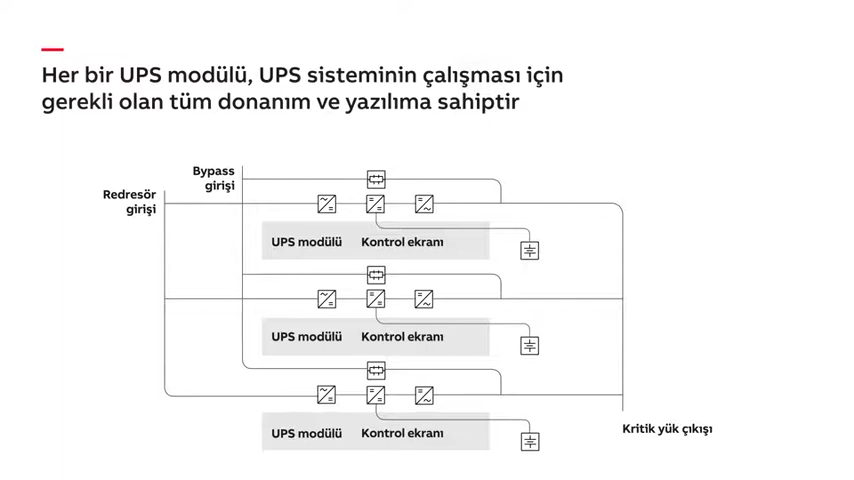 Her bir UPS modülü, UPS sisteminin çalışması için
gerekli olan tüm donanım ve yazılıma sahiptir
Bypass
girişi
Redresör
girişi
UPS modülü Kontrol ekranı
UPS modülü Kontrol ekranı
UPS modülü Kontrol ekranı
Kritik yük çıkışı